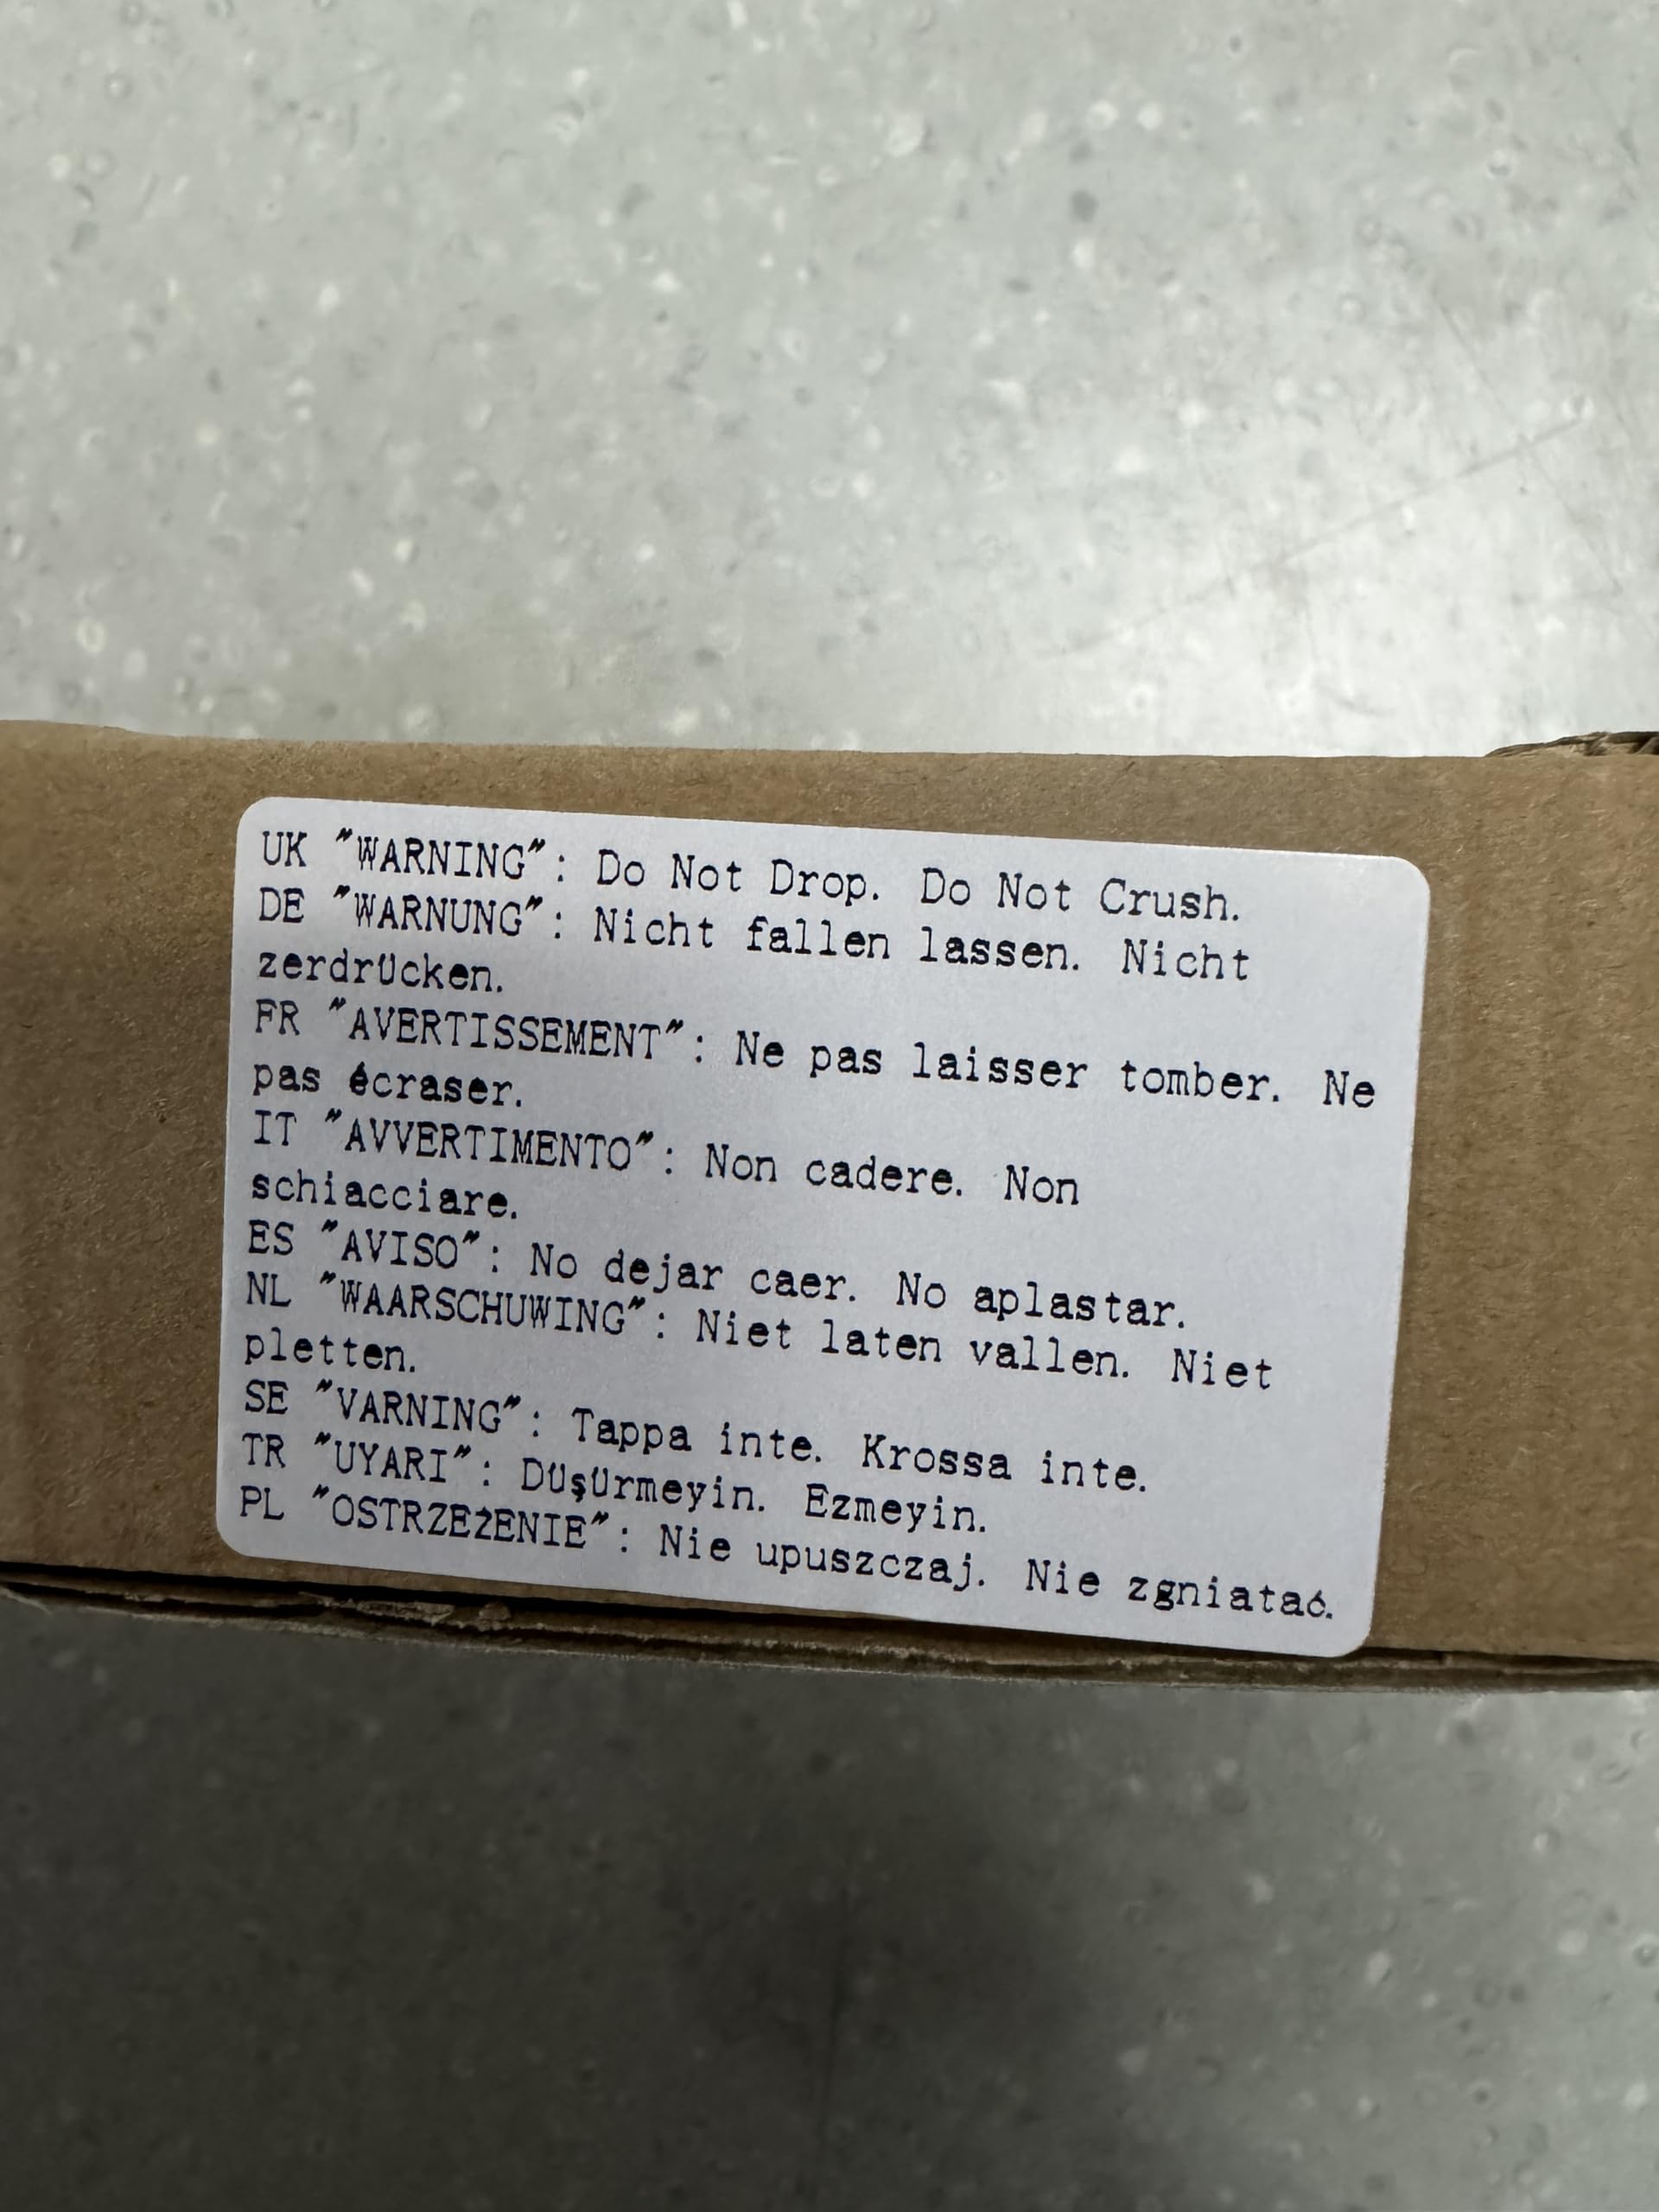 UK "WARNING": Do Not Drop. Do Not Crush.
DE "WARNUNG": Nicht fallen lassen. Nicht
zerdrücken.
FR "AVERTISSEMENT": Ne pas laisser tomber. Ne
pas écraser.
IT "AVVERTIMENTO": Non cadere. Non
schiacciare.
ES "AVISO": No dejar caer. No aplastar.
NL "WAARSCHUWING": Niet laten vallen. Niet
pletten.
SE "VARNING": Tappa inte. Krossa inte.
TR "UYARI": Düşürmeyin. Ezmeyin.
PL "OSTRZEŻENIE": Nie upuszczaj. Nie zgniatać.